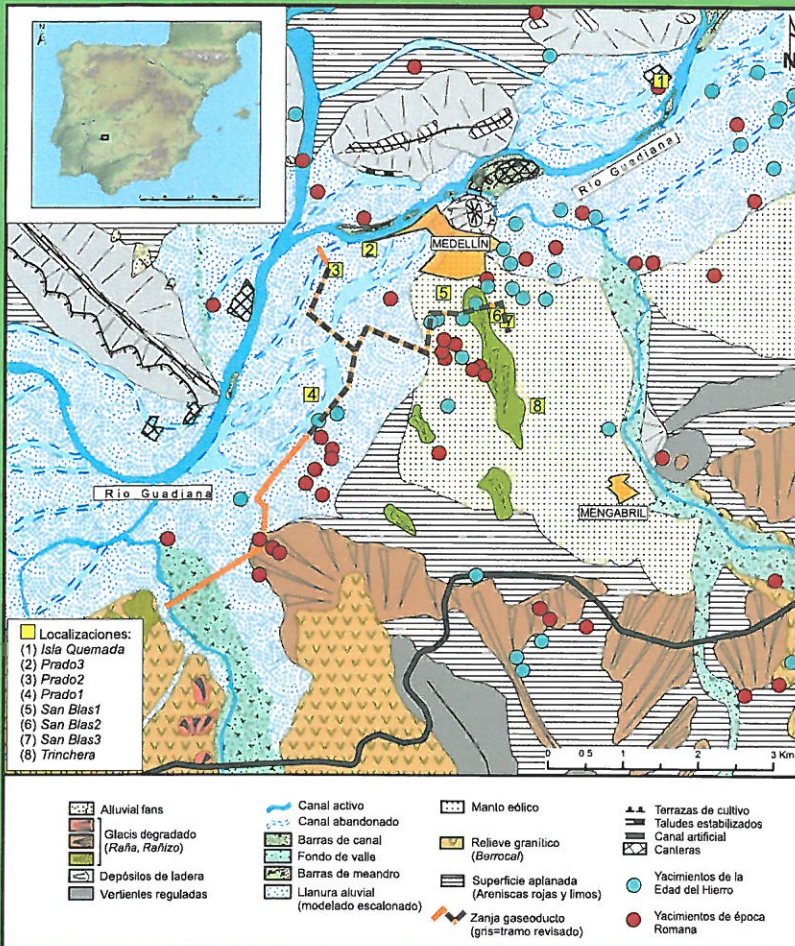 N
N
1
Río Guadiana
2
MEDELLÍN
3
5
6
7
4
8
Río Guadiana
MENGABRIL
Localizaciones:
(1) Isla Quemada
(2) Prado3
(3) Prado2
(4) Prado1
(5) San Blas1
(6) San Blas2
(7) San Blas3
(8) Trinchera
0 0.5 1 2 3 Km
Alluvial fans
Glacis degradado
(Raña, Rañizo)
Depósitos de ladera
Vertientes reguladas
Canal activo
Canal abandonado
Barras de canal
Fondo de valle
Barras de meandro
Llanura aluvial
(modelado escalonado)
Manto eólico
Relieve granítico
(Berrocal)
Superficie aplanada
(Areniscas rojas y limos)
Zanja gaseoducto
(gris=tramo revisado)
Terrazas de cultivo
Taludes estabilizados
Canal artificial
Canteras
Yacimientos de la
Edad del Hierro
Yacimientos de época
Romana